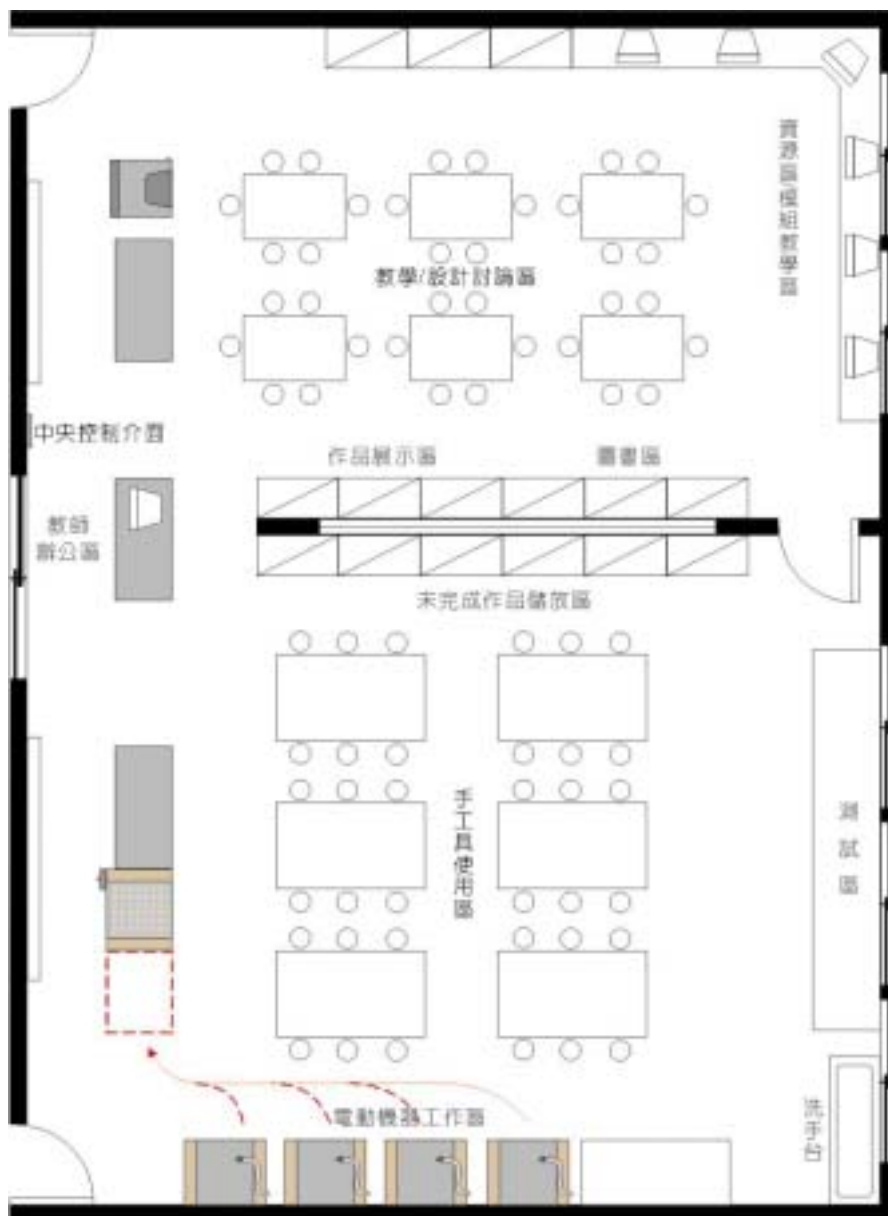 資源區/模組教學區
教學/設計討論區
中央控制介面
作品展示區
圖書區
教師
辦公區
未完成作品儲放區
手工具使用區
測試區
電動機器工作區
洗手台